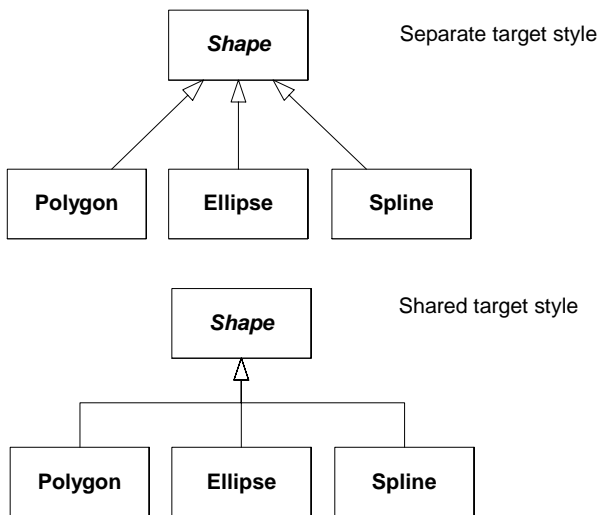 Shape
Separate target style
Polygon
Ellipse
Spline
Shape
Shared target style
Polygon
Ellipse
Spline